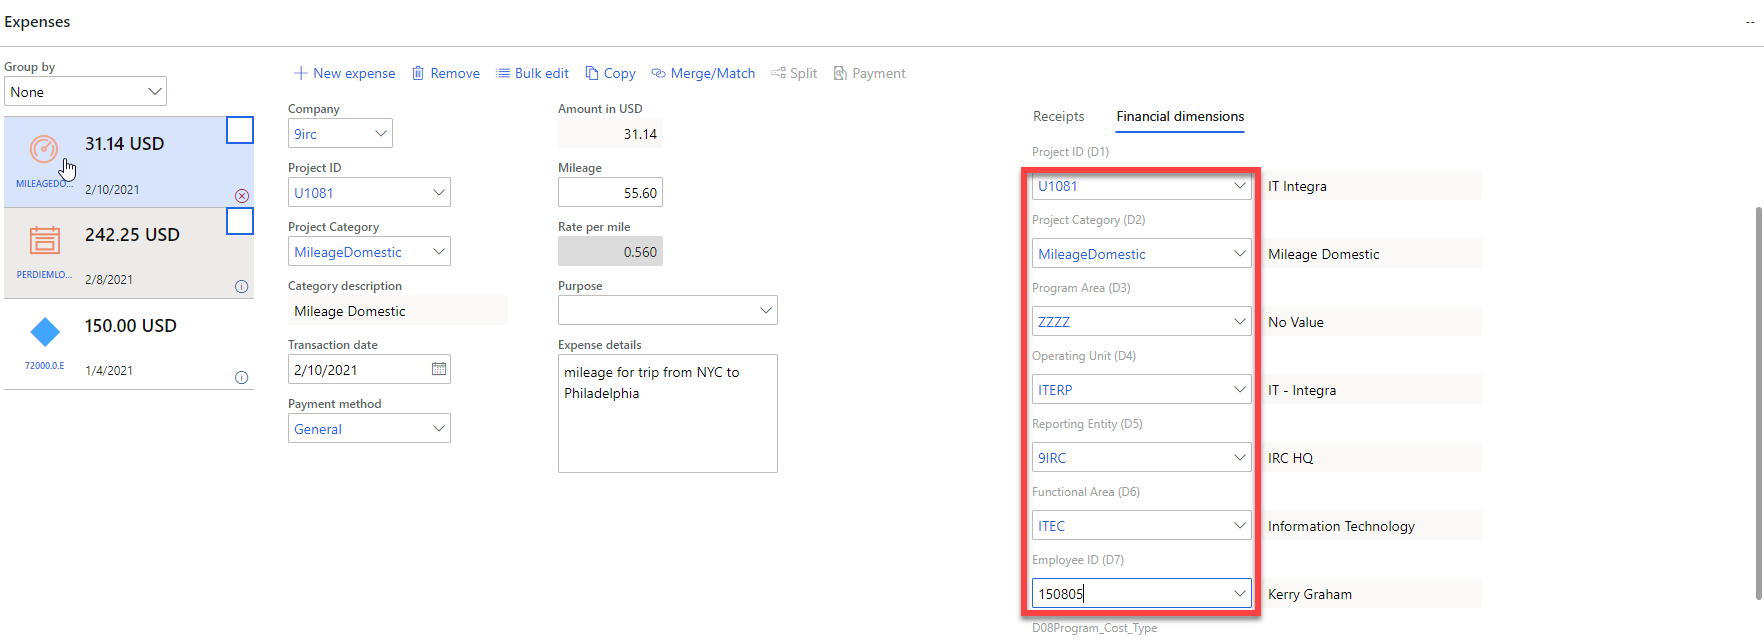 Expenses
--
Group by
None
31.14 USD
MILEAGEDO...
2/10/2021
242.25 USD
PERDIEMLO...
2/8/2021
150.00 USD
72000.0.E
1/4/2021
New expense
Remove
Bulk edit
Copy
Merge/Match
Split
Payment
Company
9irc
Project ID
U1081
Project Category
MileageDomestic
Category description
Mileage Domestic
Transaction date
2/10/2021
Payment method
General
Amount in USD
31.14
Mileage
55.60
Rate per mile
0.560
Purpose
Expense details
mileage for trip from NYC to
Philadelphia
Receipts
Financial dimensions
Project ID (D1)
U1081
IT Integra
Project Category (D2)
MileageDomestic
Mileage Domestic
Program Area (D3)
ZZZZ
No Value
Operating Unit (D4)
ITERP
IT - Integra
Reporting Entity (D5)
9IRC
IRC HQ
Functional Area (D6)
ITEC
Information Technology
Employee ID (D7)
150805
Kerry Graham
D08Program_Cost_Type